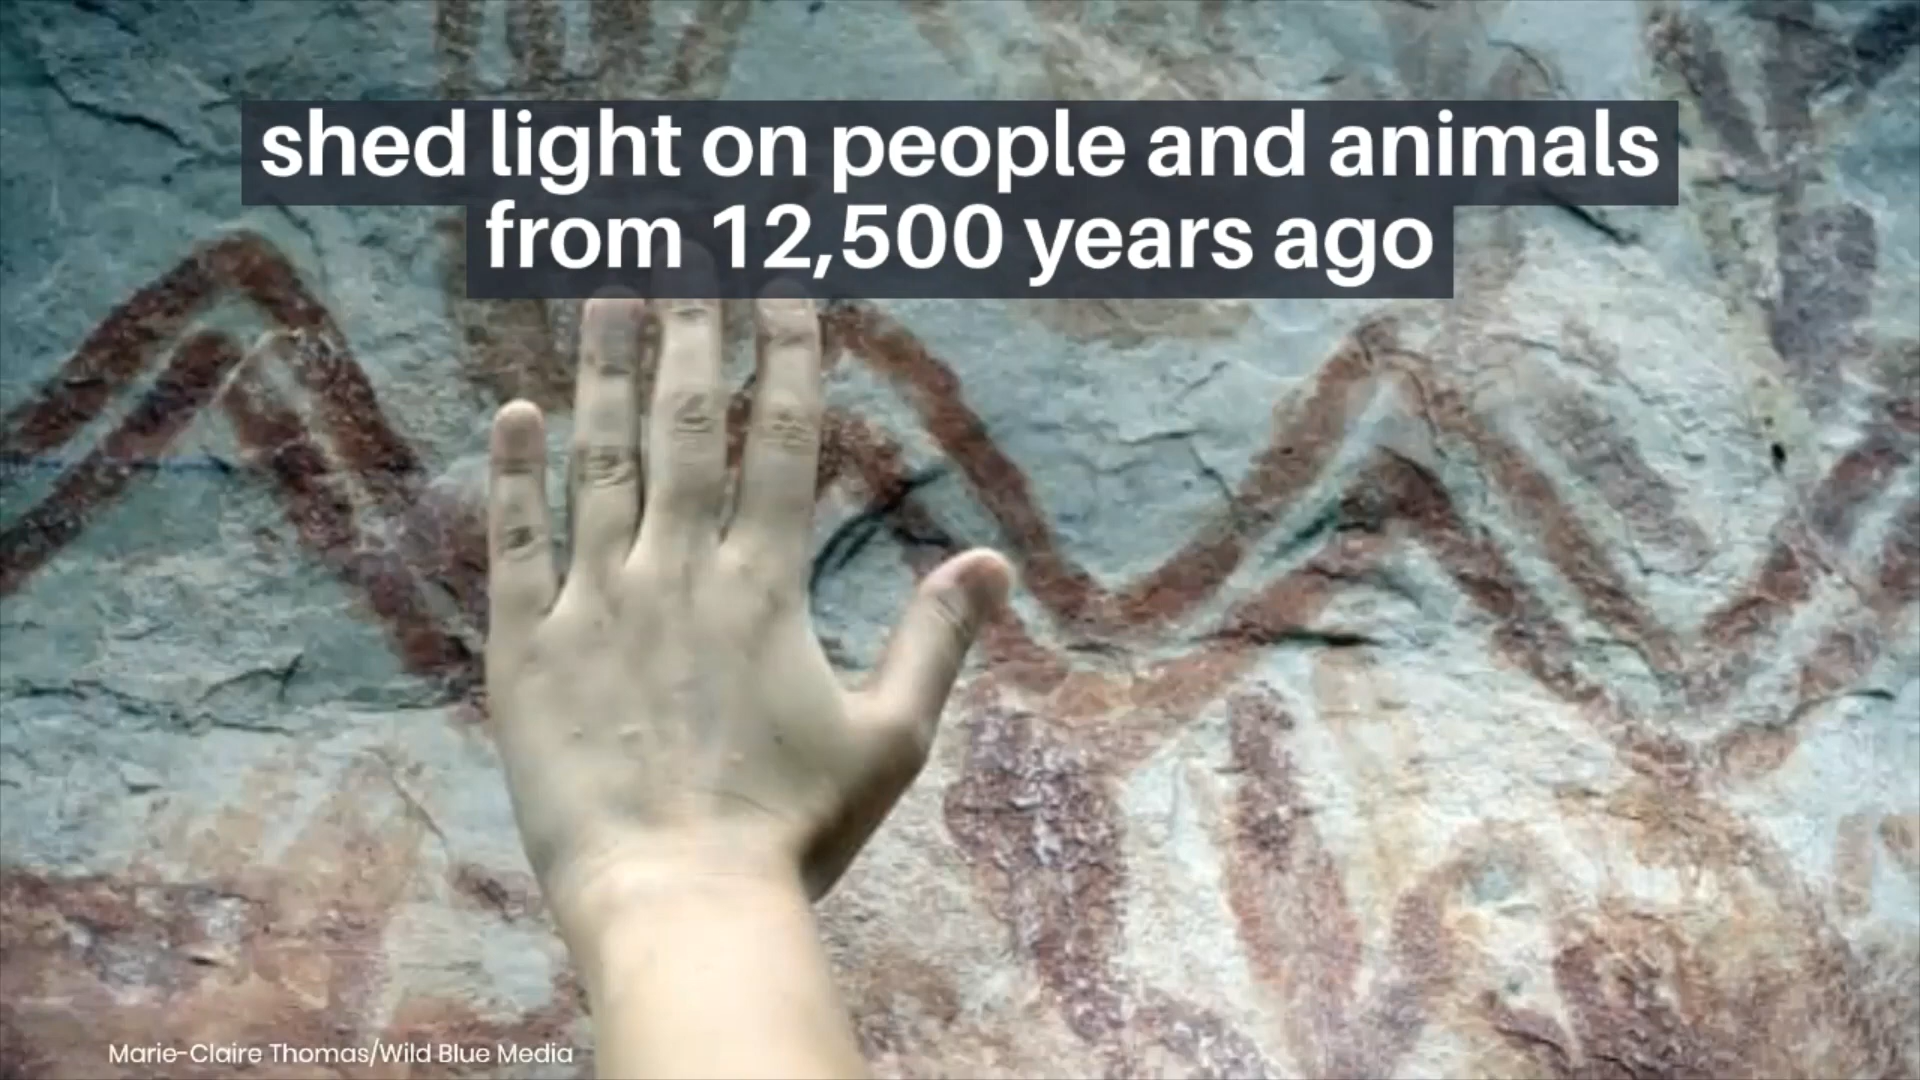 shed light on people and animals
from 12,500 years ago
Marie-Claire Thomas/Wild Blue Media